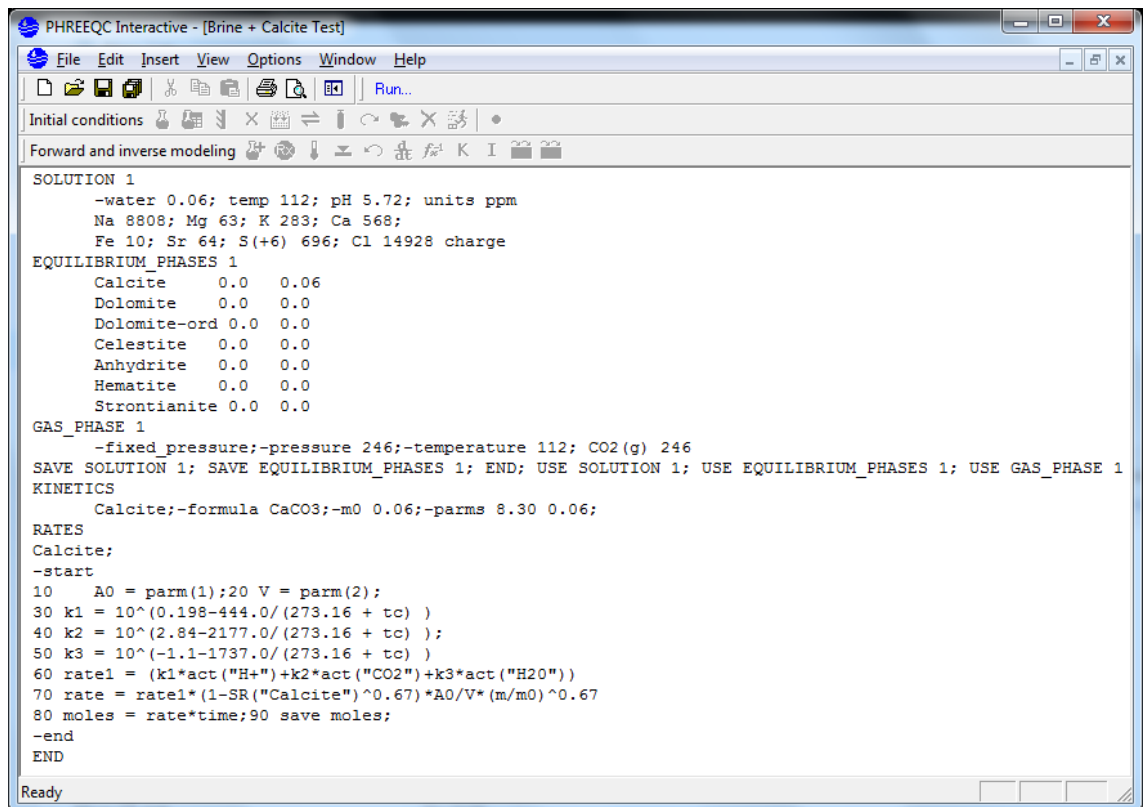 PHREEQC Interactive - [Brine + Calcite Test]
File Edit Insert View Options Window Help
Run...
Initial conditions
Forward and inverse modeling K I
SOLUTION 1
-water 0.06; temp 112; pH 5.72; units ppm
Na 8808; Mg 63; K 283; Ca 568;
Fe 10; Sr 64; S(+6) 696; Cl 14928 charge
EQUILIBRIUM_PHASES 1
Calcite 0.0 0.06
Dolomite 0.0 0.0
Dolomite-ord 0.0 0.0
Celestite 0.0 0.0
Anhydrite 0.0 0.0
Hematite 0.0 0.0
Strontianite 0.0 0.0
GAS_PHASE 1
-fixed_pressure;-pressure 246;-temperature 112; CO2(g) 246
SAVE SOLUTION 1; SAVE EQUILIBRIUM_PHASES 1; END; USE SOLUTION 1; USE EQUILIBRIUM_PHASES 1; USE GAS_PHASE 1
KINETICS
Calcite;-formula CaCO3;-m0 0.06;-parms 8.30 0.06;
RATES
Calcite;
-start
10 A0 = parm(1);20 V = parm(2);
30 k1 = 10^(0.198-444.0/(273.16 + tc) )
40 k2 = 10^(2.84-2177.0/(273.16 + tc) );
50 k3 = 10^(-1.1-1737.0/(273.16 + tc) )
60 rate1 = (k1*act("H+")+k2*act("CO2")+k3*act("H2O"))
70 rate = rate1*(1-SR("Calcite")^0.67)*A0/V*(m/m0)^0.67
80 moles = rate*time;90 save moles;
-end
END
Ready